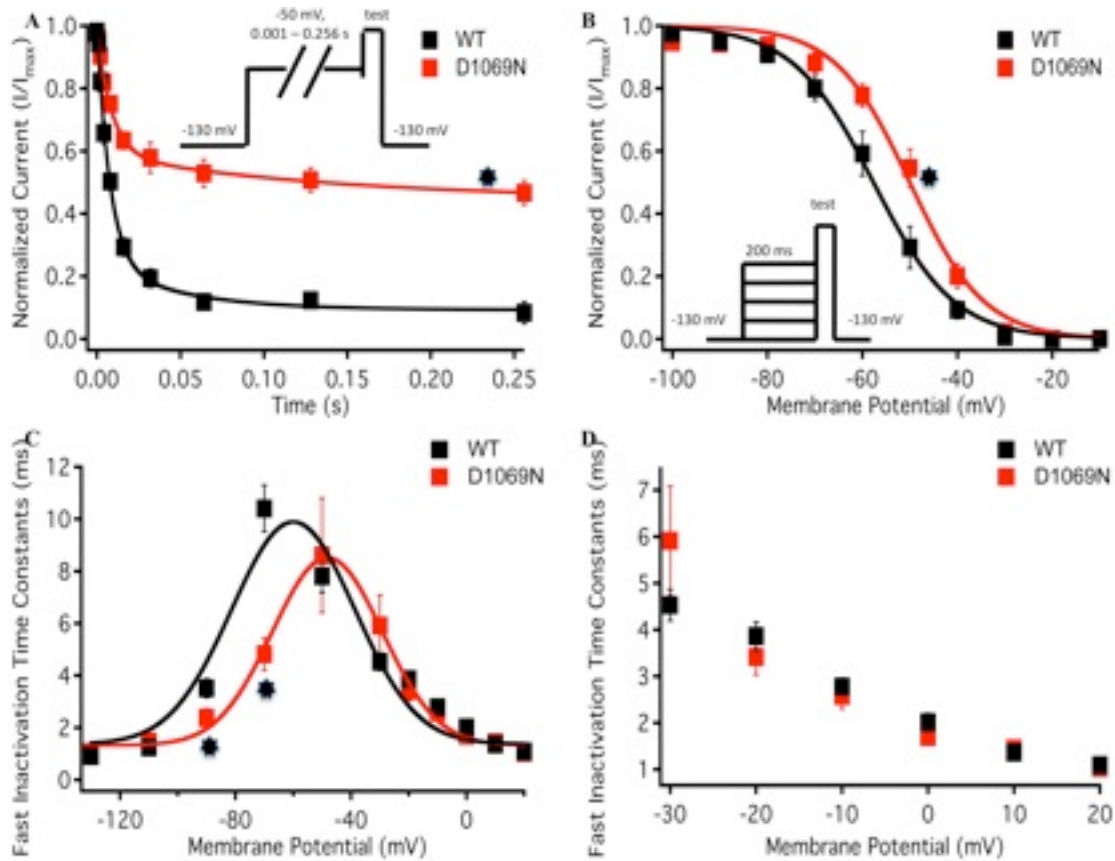 A
-50 mV,
0.001 – 0.256 s
test
-130 mV
-130 mV
WT
D1069N
Normalized Current (I/Imax)
1.0
0.8
0.6
0.4
0.2
0.0
0.00 0.05 0.10 0.15 0.20 0.25
Time (s)
B
WT
D1069N
test
200 ms
-130 mV
-130 mV
Normalized Current (I/Imax)
1.0
0.8
0.6
0.4
0.2
0.0
-100 -80 -60 -40 -20
Membrane Potential (mV)
C
WT
D1069N
Fast Inactivation Time Constants (ms)
12
10
8
6
4
2
0
-120 -80 -40 0
Membrane Potential (mV)
D
WT
D1069N
Fast Inactivation Time Constants (ms)
7
6
5
4
3
2
1
-30 -20 -10 0 10 20
Membrane Potential (mV)